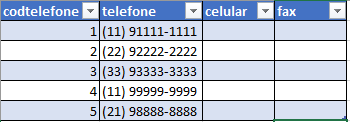 codtelefone telefone celular fax
1 (11) 91111-1111
2 (22) 92222-2222
3 (33) 93333-3333
4 (11) 99999-9999
5 (21) 98888-8888